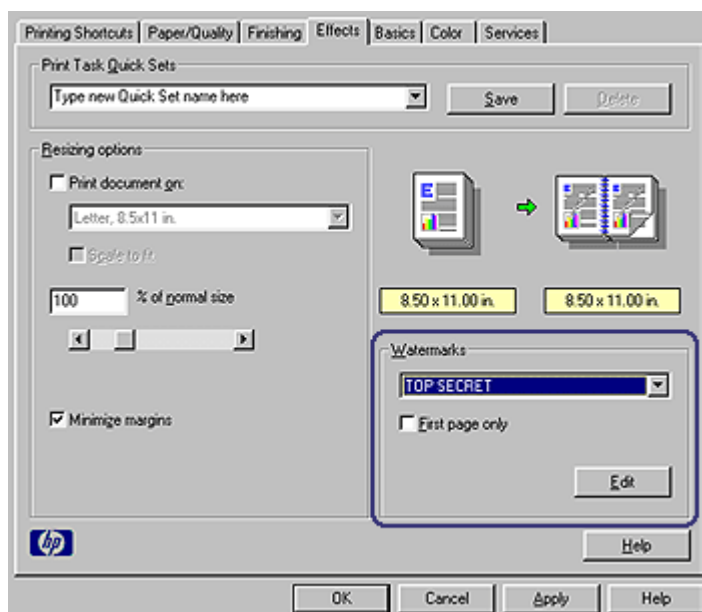 Printing Shortcuts Paper/Quality Finishing Effects Basics Color Services
Print Task Quick Sets
Type new Quick Set name here Save Delete
Resizing options
Print document on:
Letter, 8.5x11 in.
Scale to fit
100 % of normal size
Minimize margins
E
8.50 x 11.00 in. 8.50 x 11.00 in.
Watermarks
TOP SECRET
First page only
Edit
hp
Help
OK Cancel Apply Help